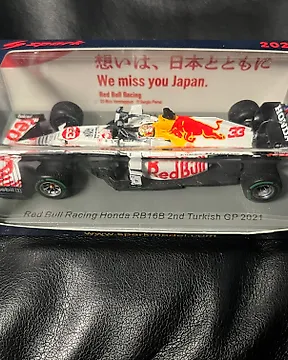 Spark
202
想いは、日本とともに
We miss you Japan.
Red Bull Racing
33
33
HONDA
Red Bull
Red Bull Racing Honda RB16B 2nd Turkish GP 2021
www.sparkmodel.com